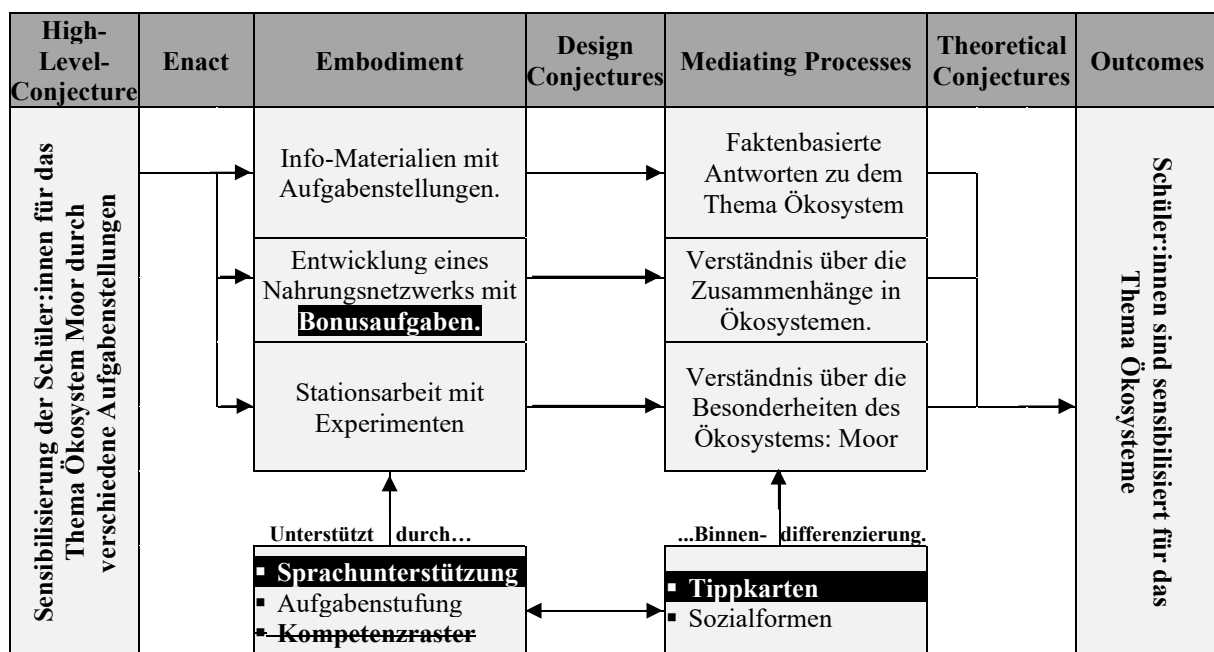 High-
Level-
Conjecture
Enact
Embodiment
Design
Conjectures
Mediating Processes
Theoretical
Conjectures
Outcomes
Sensibilisierung der Schüler:innen für das
Thema Ökosystem Moor durch
verschiedene Aufgabenstellungen
Info-Materialien mit
Aufgabenstellungen.
Faktenbasierte
Antworten zu dem
Thema Ökosystem
Entwicklung eines
Nahrungsnetzwerks mit
Bonusaufgaben.
Verständnis über die
Zusammenhänge in
Ökosystemen.
Stationsarbeit mit
Experimenten
Verständnis über die
Besonderheiten des
Ökosystems: Moor
Unterstützt durch…
...Binnen- differenzierung.
▪ Sprachunterstützung
▪ Aufgabenstufung
▪ Kompetenzraster
▪ Tippkarten
▪ Sozialformen
Schüler:innen sind sensibilisiert für das
Thema Ökosysteme